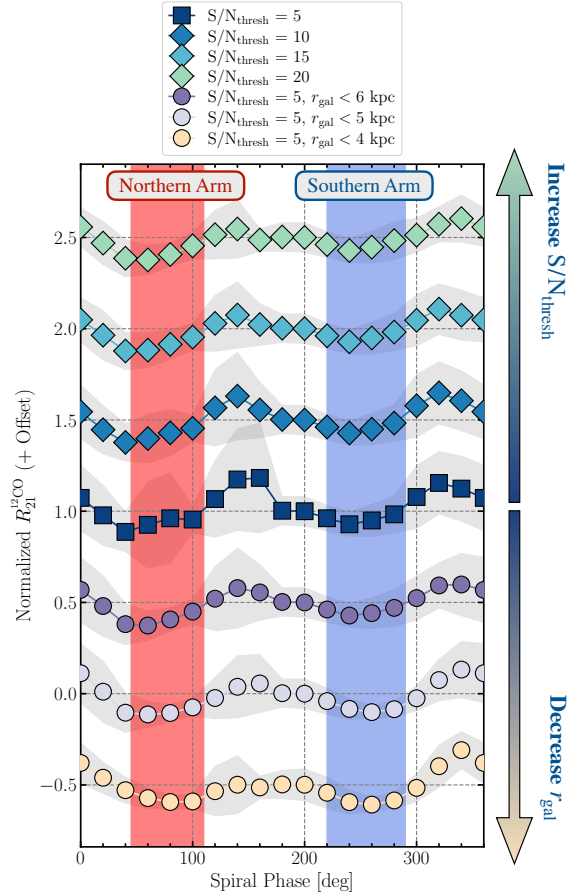 S/N_thresh = 5
S/N_thresh = 10
S/N_thresh = 15
S/N_thresh = 20
S/N_thresh = 5, r_gal < 6 kpc
S/N_thresh = 5, r_gal < 5 kpc
S/N_thresh = 5, r_gal < 4 kpc
Northern Arm
Southern Arm
2.5
2.0
1.5
1.0
0.5
0.0
−0.5
0
100
200
300
Spiral Phase [deg]
Normalized R_21^12CO (+ Offset)
Increase S/N_thresh
Decrease r_gal